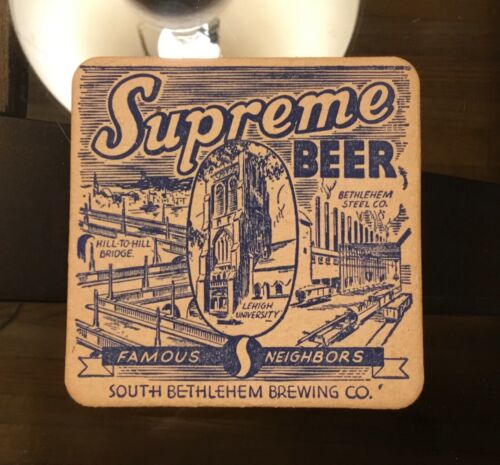 Supreme
BEER
BETHLEHEM
STEEL CO.
HILL-TO-HILL
BRIDGE.
LEHIGH
UNIVERSITY
FAMOUS S NEIGHBORS
SOUTH BETHLEHEM BREWING CO.